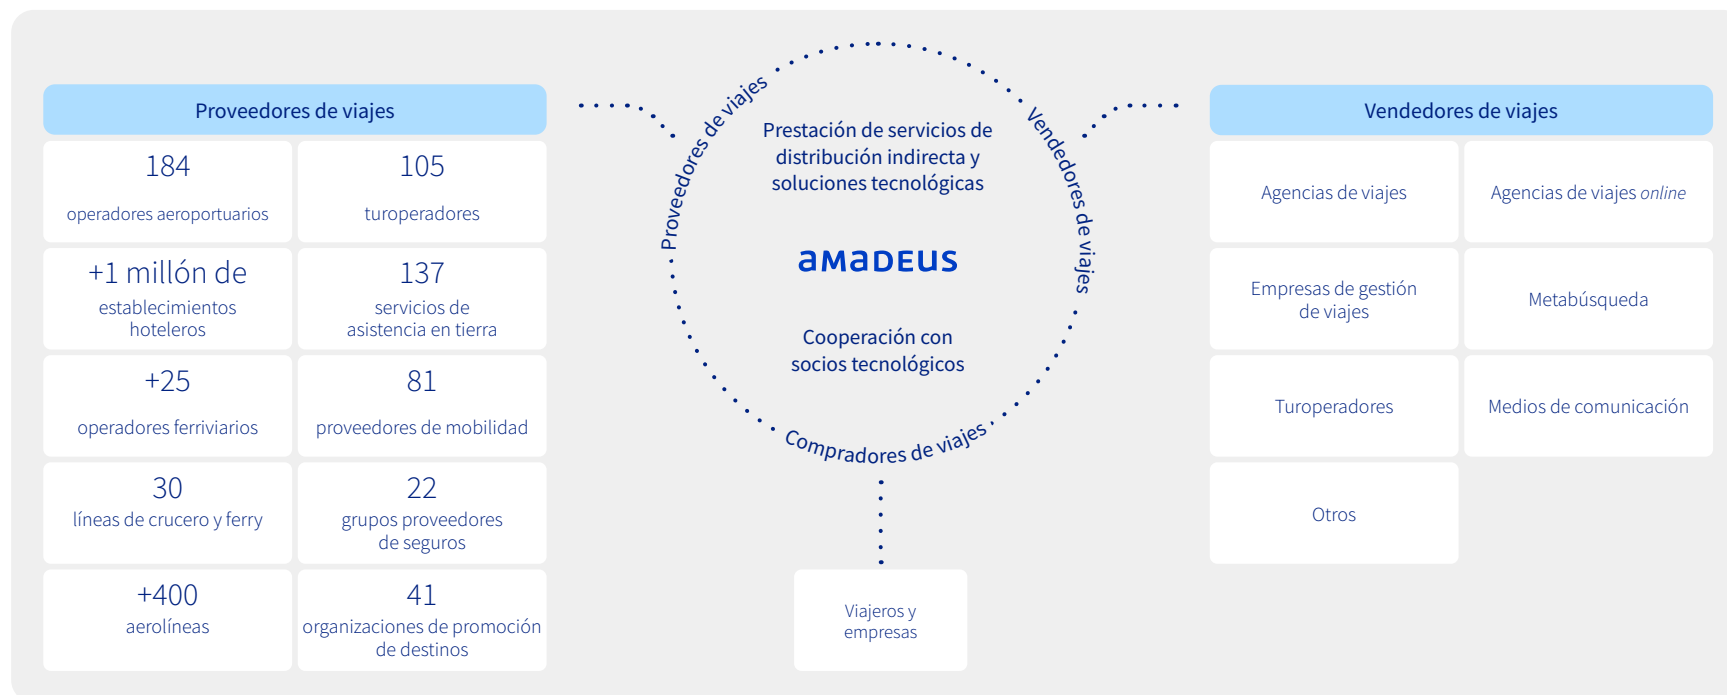 Proveedores de viajes
184
operadores aeroportuarios
105
turoperadores
+1 millón de
establecimientos
hoteleros
137
servicios de
asistencia en tierra
+25
operadores ferriviarios
81
proveedores de mobilidad
30
líneas de crucero y ferry
22
grupos proveedores
de seguros
+400
aerolíneas
41
organizaciones de promoción
de destinos
Proveedores de viajes
Vendedores de viajes
Compradores de viajes
Prestación de servicios de
distribución indirecta y
soluciones tecnológicas
amadeus
Cooperación con
socios tecnológicos
Viajeros y
empresas
Vendedores de viajes
Agencias de viajes
Agencias de viajes online
Empresas de gestión
de viajes
Metabúsqueda
Turoperadores
Medios de comunicación
Otros